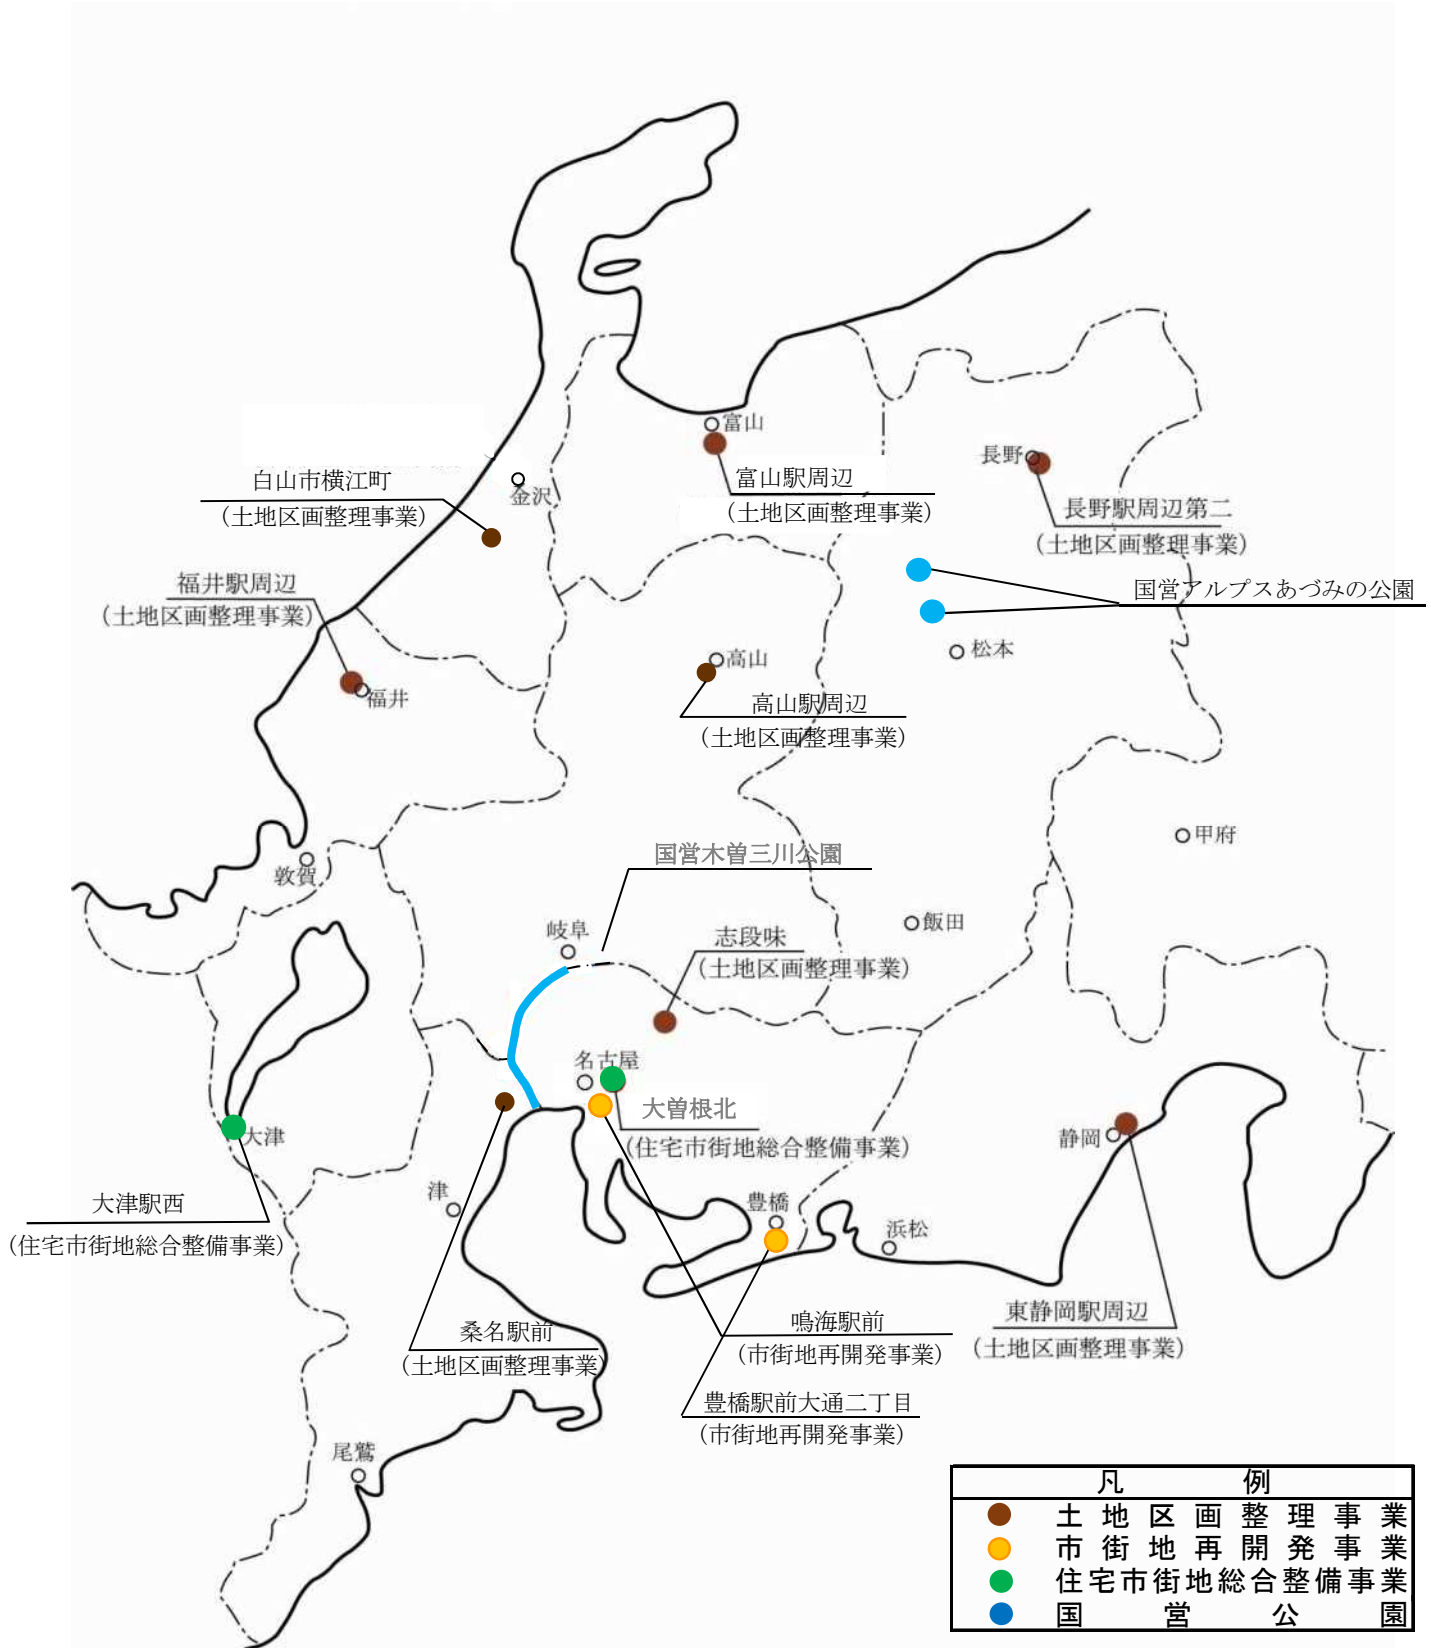 富山
長野
白山市横江町
(土地区画整理事業)
金沢
富山駅周辺
(土地区画整理事業)
長野駅周辺第二
(土地区画整理事業)
福井駅周辺
(土地区画整理事業)
国営アルプスあづみの公園
松本
高山
福井
高山駅周辺
(土地区画整理事業)
甲府
国営木曽三川公園
敦賀
飯田
岐阜
志段味
(土地区画整理事業)
名古屋
大曽根北
(住宅市街地総合整備事業)
大津
静岡
大津駅西
(住宅市街地総合整備事業)
津
豊橋
浜松
桑名駅前
(土地区画整理事業)
鳴海駅前
(市街地再開発事業)
東静岡駅周辺
(土地区画整理事業)
豊橋駅前大通二丁目
(市街地再開発事業)
尾鷲
凡例
土地区画整理事業
市街地再開発事業
住宅市街地総合整備事業
国営公園